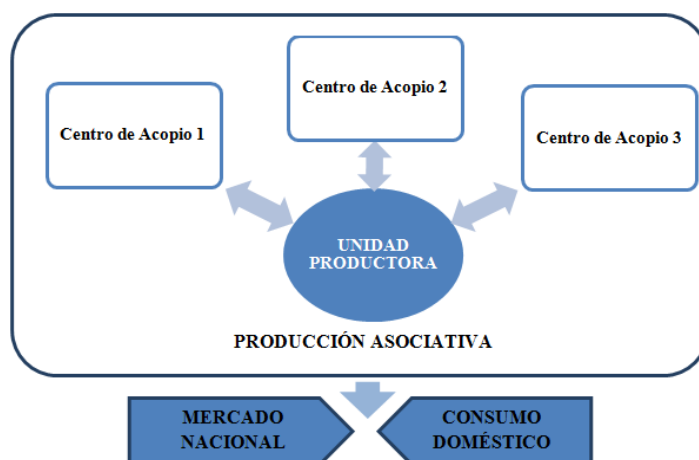 Centro de Acopio 1
Centro de Acopio 2
Centro de Acopio 3
UNIDAD
PRODUCTORA
PRODUCCIÓN ASOCIATIVA
MERCADO
NACIONAL
CONSUMO
DOMÉSTICO